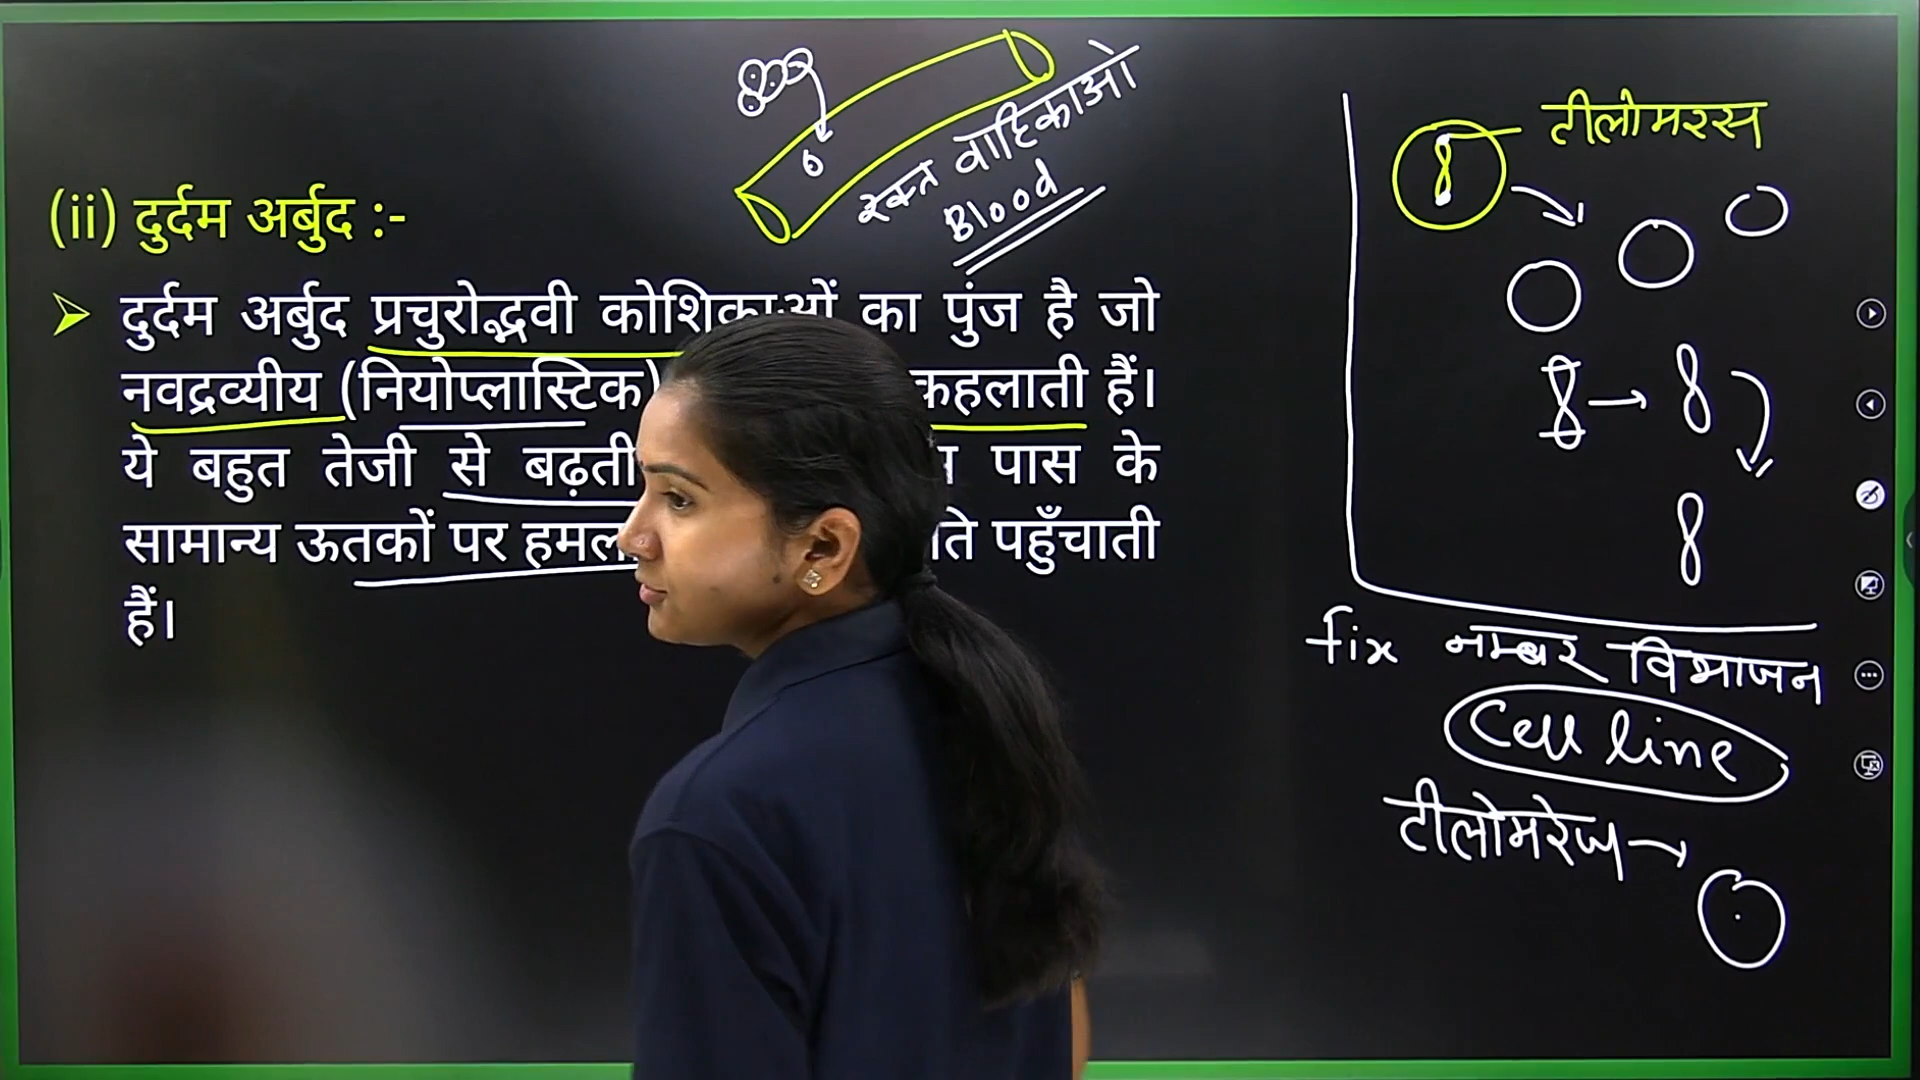 रक्त वाहिकाओ
Blood
(ii) दुर्दम अर्बुद :-
➤ दुर्दम अर्बुद प्रचुरोद्भवी कोशिकाओं का पुंज है जो
नवद्रव्यीय (नियोप्लास्टिक) कहलाती हैं।
ये बहुत तेजी से बढ़ती पास के
सामान्य ऊतकों पर पहुँचाती
हैं।
टीलोमरस
fix नम्बर विभाजन
Cell line
टीलोमरेज →